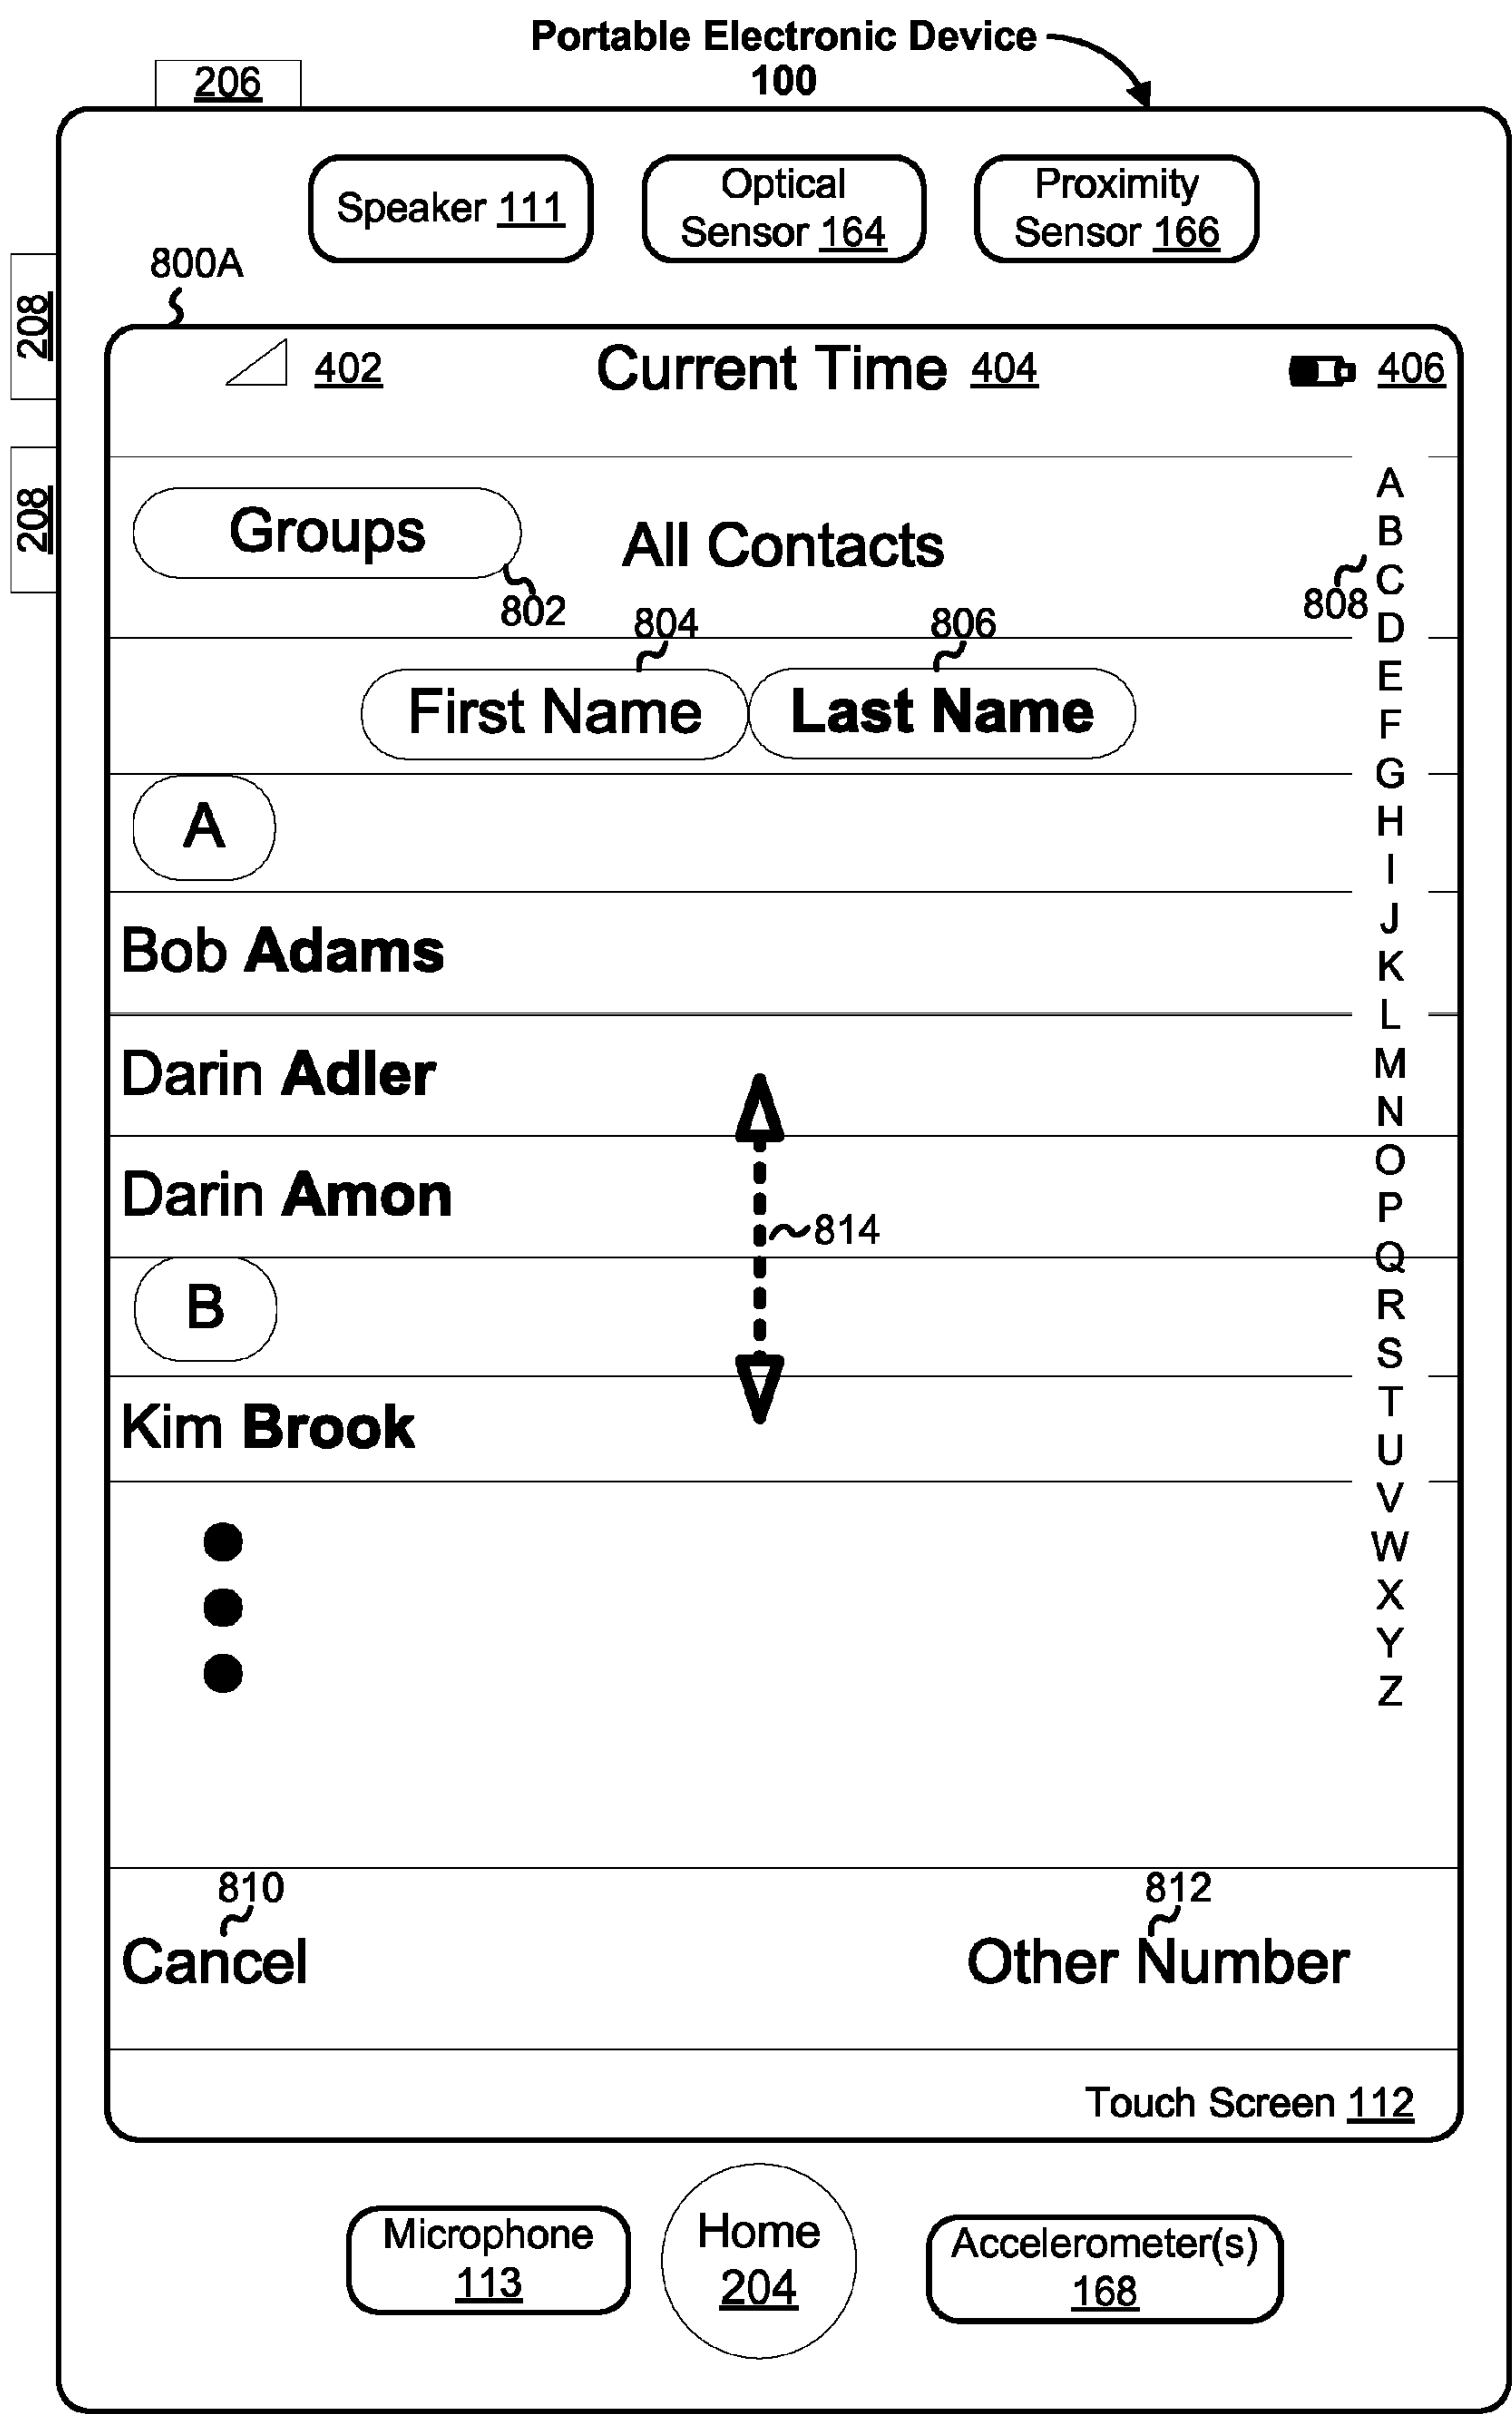 Portable Electronic Device
100
206
Speaker 111
Optical
Sensor 164
Proximity
Sensor 166
800A
208
208
402
Current Time 404
406
Groups
All Contacts
802
804
806
808
First Name
Last Name
A
Bob Adams
Darin Adler
Darin Amon
814
B
Kim Brook
A
B
C
D
E
F
G
H
I
J
K
L
M
N
O
P
Q
R
S
T
U
V
W
X
Y
Z
810
812
Cancel
Other Number
Touch Screen 112
Microphone
113
Home
204
Accelerometer(s)
168